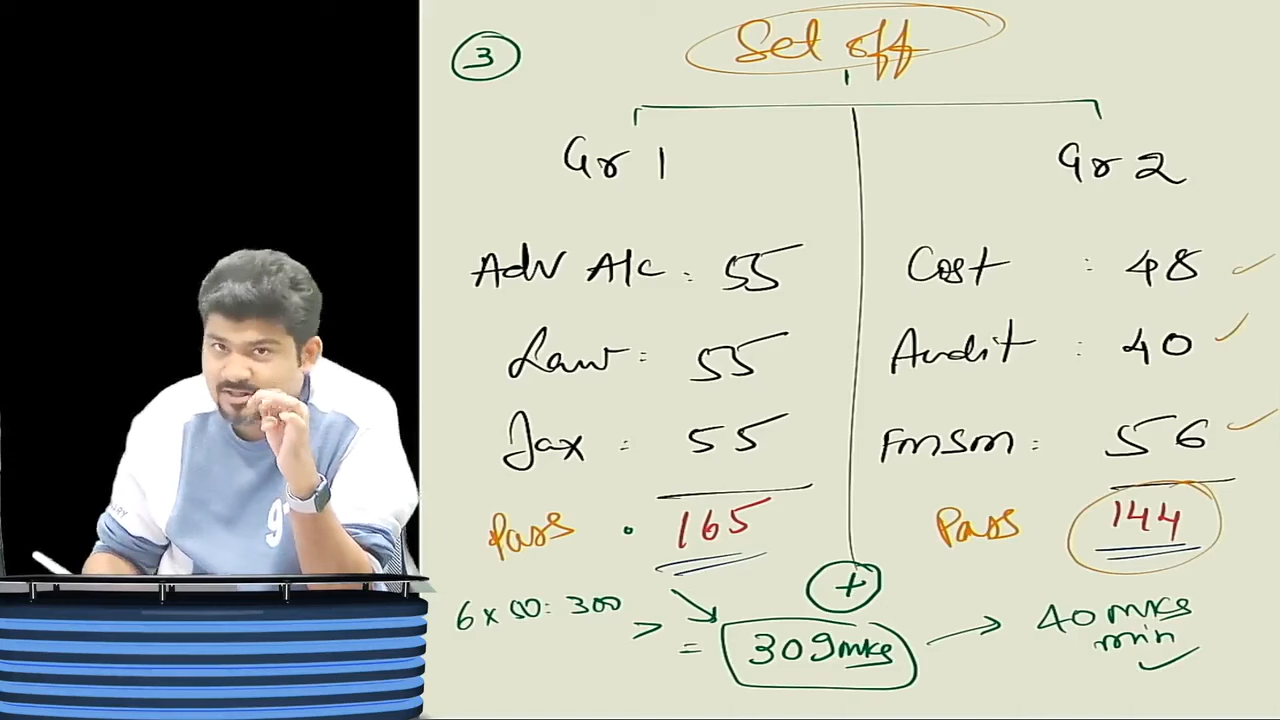 3
Set off
Gr 1
Gr 2
Adv A/c : 55
Cost : 48
Law : 55
Audit : 40
Tax : 55
FMSM : 56
Pass . 165
Pass 144
+
6 x 50 : 300 > = 309 mks
40 mks
min
9